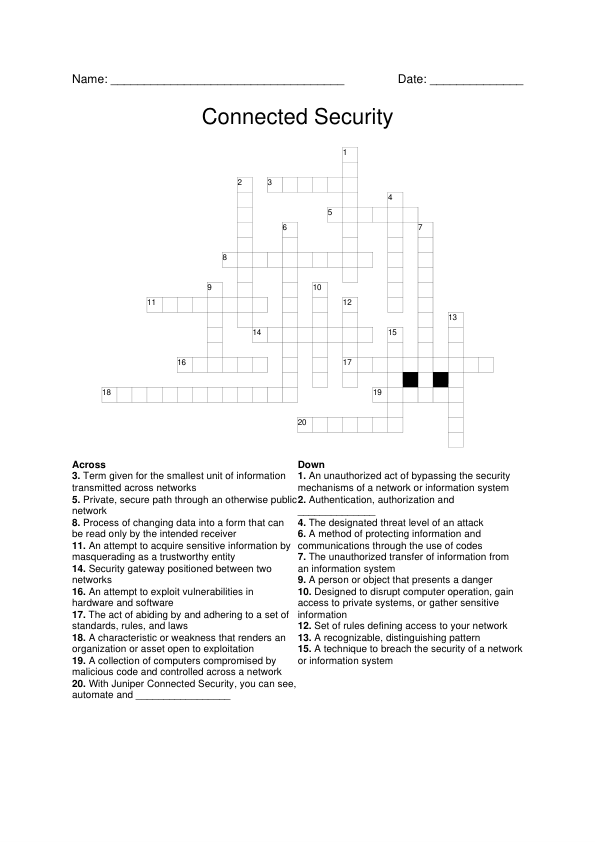 Name: ___________________________________ Date: ______________
Connected Security
1
2 3
4
5
6 7
8
9 10
11 12
13
14 15
16 17
18 19
20
Across
3. Term given for the smallest unit of information
transmitted across networks
5. Private, secure path through an otherwise public
network
8. Process of changing data into a form that can
be read only by the intended receiver
11. An attempt to acquire sensitive information by
masquerading as a trustworthy entity
14. Security gateway positioned between two
networks
16. An attempt to exploit vulnerabilities in
hardware and software
17. The act of abiding by and adhering to a set of
standards, rules, and laws
18. A characteristic or weakness that renders an
organization or asset open to exploitation
19. A collection of computers compromised by
malicious code and controlled across a network
20. With Juniper Connected Security, you can see,
automate and _________________
Down
1. An unauthorized act of bypassing the security
mechanisms of a network or information system
2. Authentication, authorization and
______________
4. The designated threat level of an attack
6. A method of protecting information and
communications through the use of codes
7. The unauthorized transfer of information from
an information system
9. A person or object that presents a danger
10. Designed to disrupt computer operation, gain
access to private systems, or gather sensitive
information
12. Set of rules defining access to your network
13. A recognizable, distinguishing pattern
15. A technique to breach the security of a network
or information system